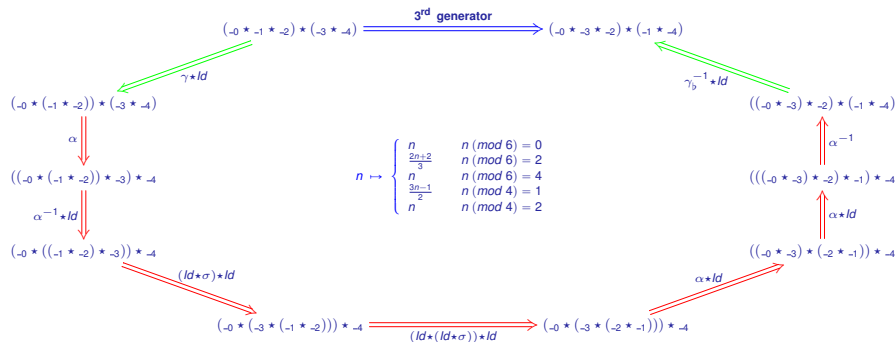 3rd generator
(-0 ⋆ -1 ⋆ -2) ⋆ (-3 ⋆ -4)
(-0 ⋆ -3 ⋆ -2) ⋆ (-1 ⋆ -4)
γ⋆Id
γ♭⁻¹⋆Id
(-0 ⋆ (-1 ⋆ -2)) ⋆ (-3 ⋆ -4)
((-0 ⋆ -3) ⋆ -2) ⋆ (-1 ⋆ -4)
α
α⁻¹
((-0 ⋆ (-1 ⋆ -2)) ⋆ -3) ⋆ -4
(((-0 ⋆ -3) ⋆ -2) ⋆ -1) ⋆ -4
n ↦ {
n n (mod 6) = 0
2n+2/3 n (mod 6) = 2
n n (mod 6) = 4
3n−1/2 n (mod 4) = 1
n n (mod 4) = 2
α⁻¹⋆Id
α⋆Id
(-0 ⋆ ((-1 ⋆ -2) ⋆ -3)) ⋆ -4
((-0 ⋆ -3) ⋆ (-2 ⋆ -1)) ⋆ -4
(Id⋆σ)⋆Id
α⋆Id
(-0 ⋆ (-3 ⋆ (-1 ⋆ -2))) ⋆ -4
(-0 ⋆ (-3 ⋆ (-2 ⋆ -1))) ⋆ -4
(Id⋆(Id⋆σ))⋆Id